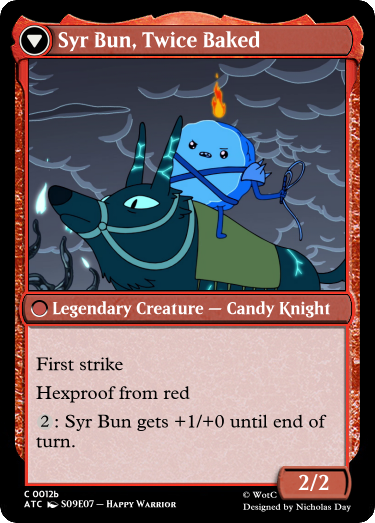 Syr Bun, Twice Baked
Legendary Creature — Candy Knight
First strike
Hexproof from red
2: Syr Bun gets +1/+0 until end of
turn.
2/2
C 0012b
ATC S09E07 — Happy Warrior
© WotC
Designed by Nicholas Day